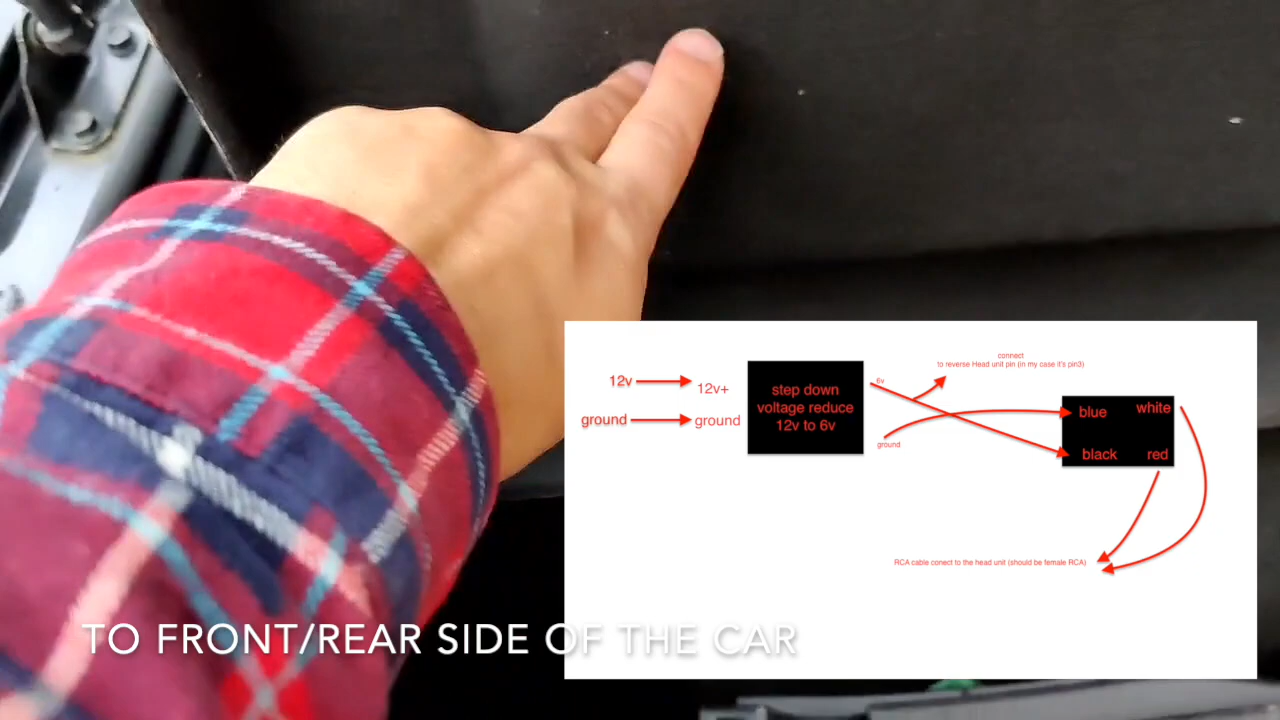 connect
to reverse Head unit pin (in my case it's pin3)
12v
12v+
step down
voltage reduce
12v to 6v
6v
ground
ground
ground
blue
white
black
red
RCA cable conect to the head unit (should be female RCA)
TO FRONT/REAR SIDE OF THE CAR